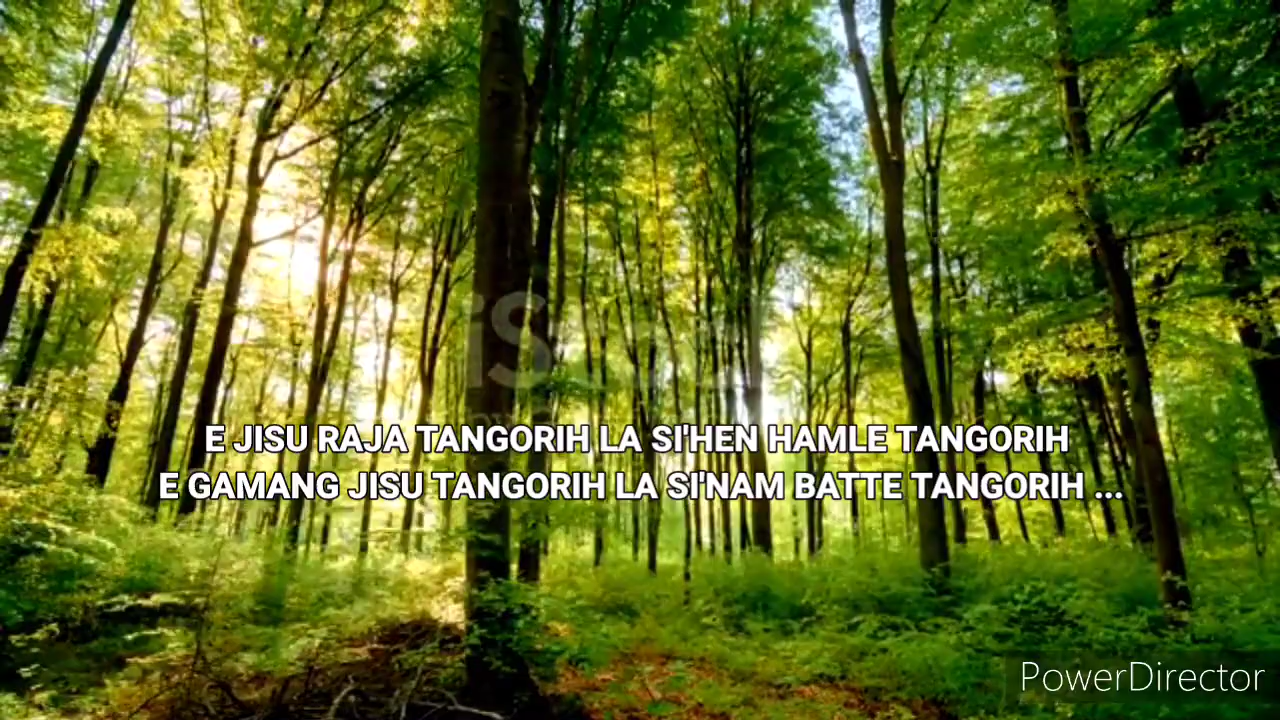 E JISU RAJA TANGORIH LA SI'HEN HAMLE TANGORIH
E GAMANG JISU TANGORIH LA SI'NAM BATTE TANGORIH ...
PowerDirector